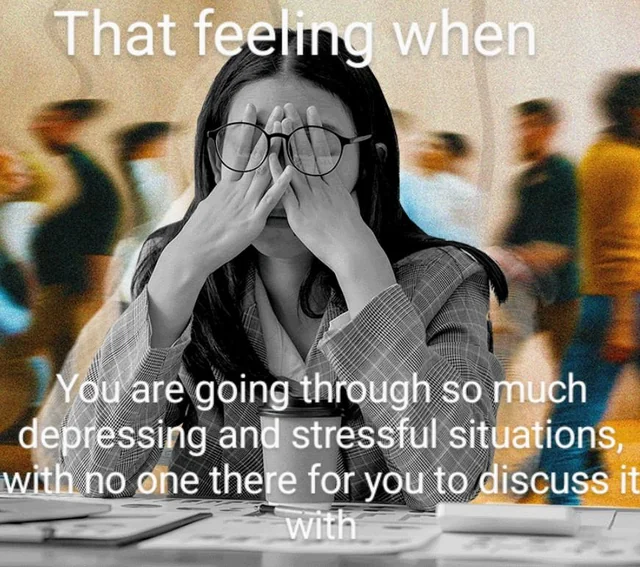 That feeling when
You are going through so much
depressing and stressful situations,
with no one there for you to discuss it
with